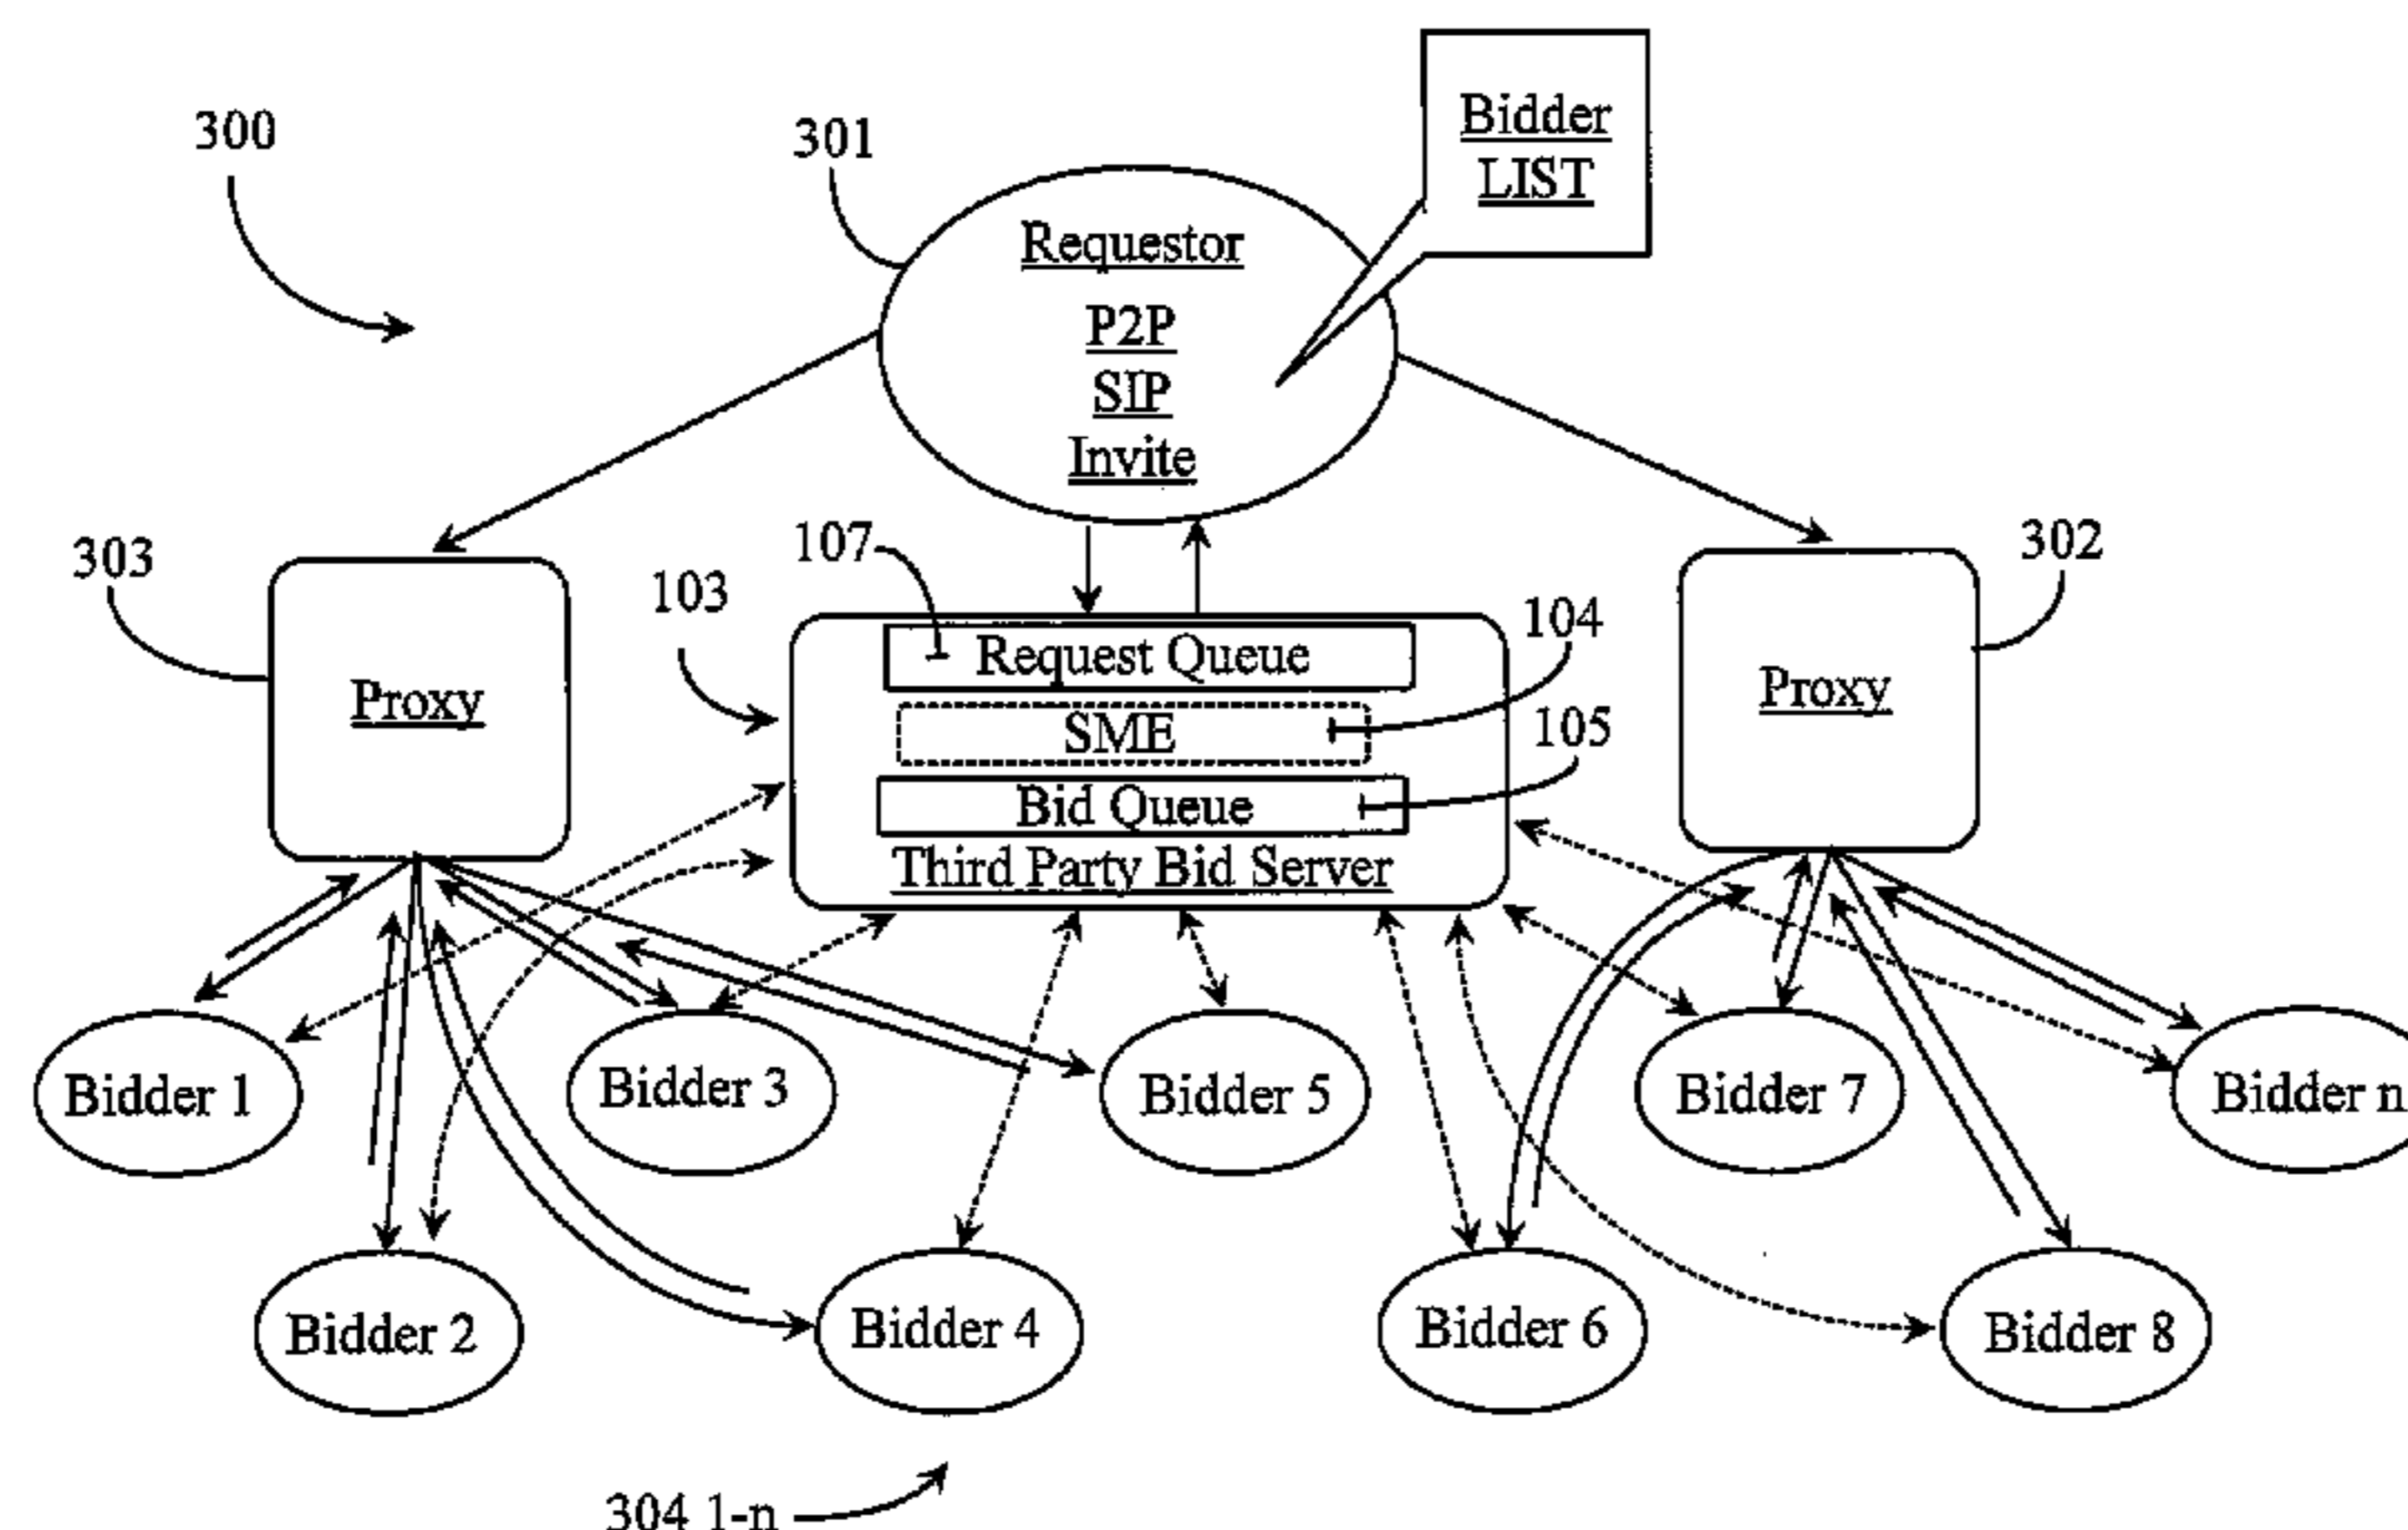 300
301
Bidder
LIST
Requestor
P2P
SIP
Invite
303
103
107
302
104
105
Proxy
Request Queue
SME
Bid Queue
Third Party Bid Server
Proxy
Bidder 1
Bidder 3
Bidder 5
Bidder 7
Bidder n
Bidder 2
Bidder 4
Bidder 6
Bidder 8
304 1-n